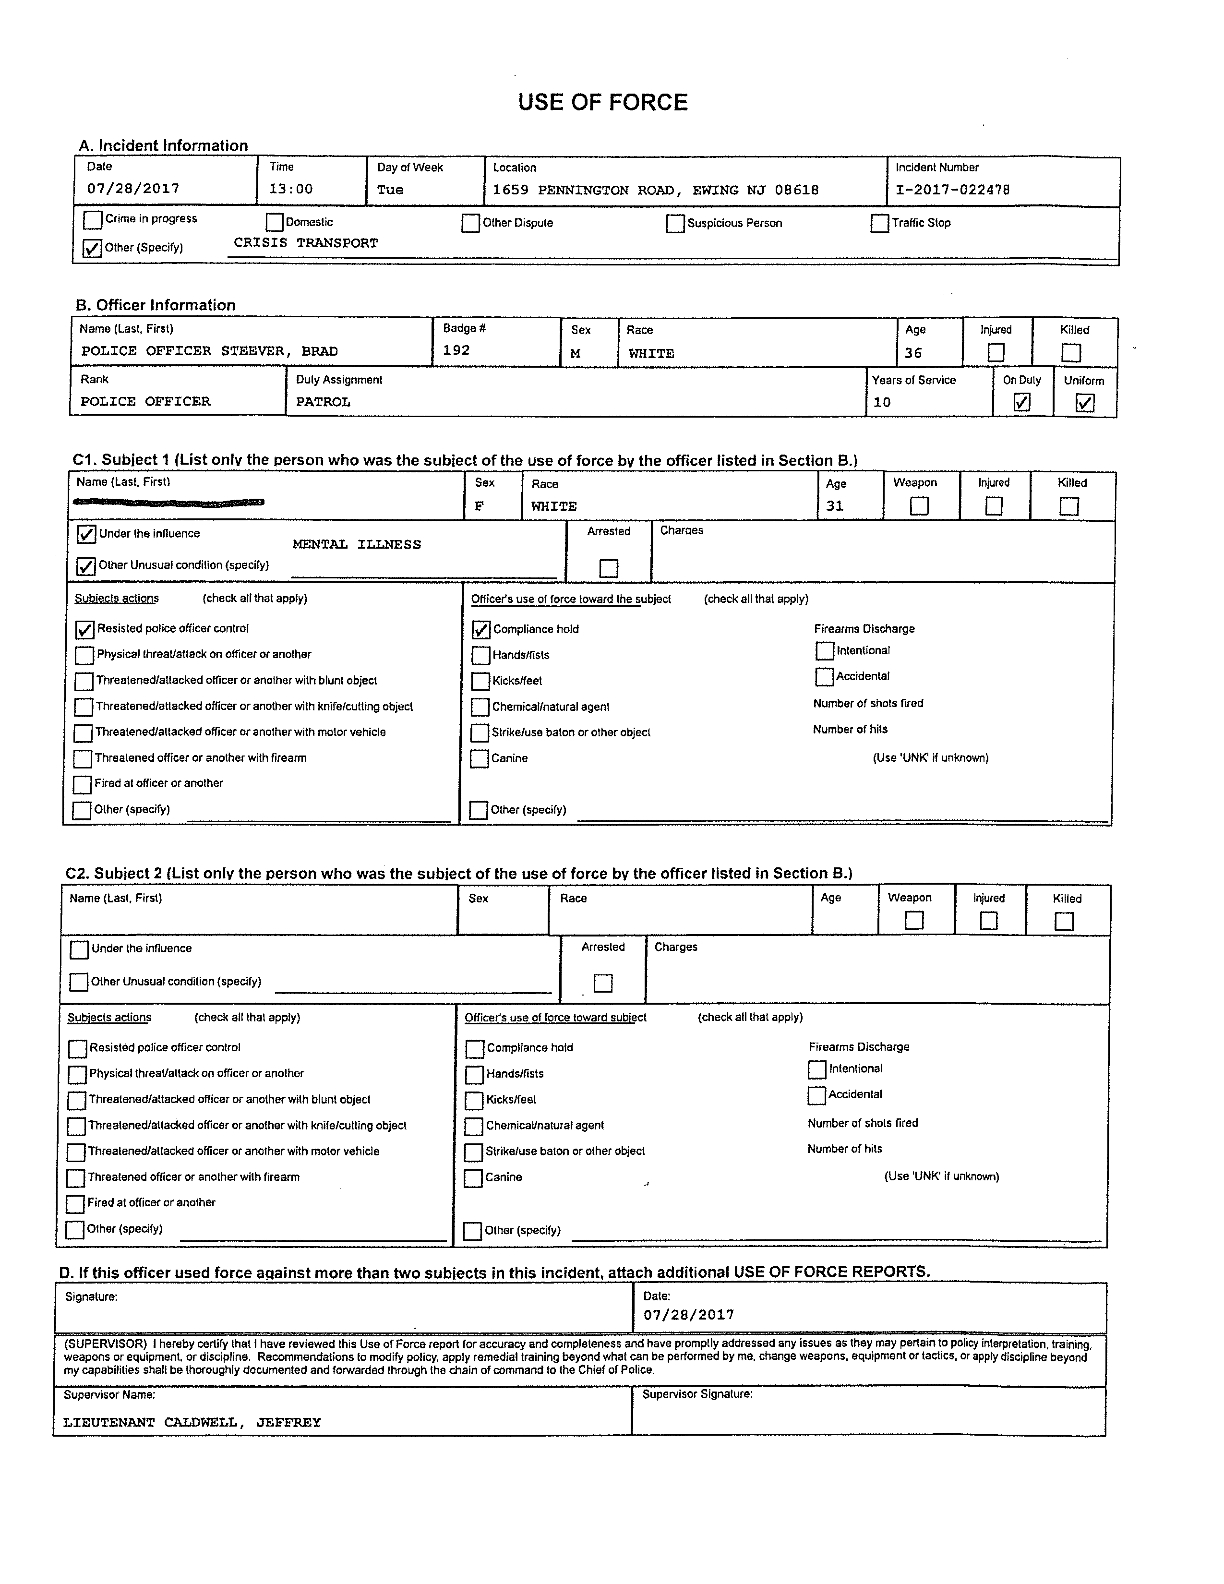 USE OF FORCE
A. Incident Information
Date Time Day of Week Location Incident Number
07/28/2017 13:00 Tue 1659 PENNINGTON ROAD, EWING NJ 08618 I-2017-022478
Crime in progress Domestic Other Dispute Suspicious Person Traffic Stop
Other (Specify) CRISIS TRANSPORT
B. Officer Information
Name (Last, First) Badge # Sex Race Age Injured Killed
POLICE OFFICER STEEVER, BRAD 192 M WHITE 36
Rank Duty Assignment Years of Service On Duty Uniform
POLICE OFFICER PATROL 10
C1. Subject 1 (List only the person who was the subject of the use of force by the officer listed in Section B.)
Name (Last, First) Sex Race Age Weapon Injured Killed
F WHITE 31
Under the influence Arrested Charges
MENTAL ILLNESS
Other Unusual condition (specify)
Subjects actions (check all that apply) Officer's use of force toward the subject (check all that apply)
Resisted police officer control Compliance hold Firearms Discharge
Physical threat/attack on officer or another Hands/fists Intentional
Threatened/attacked officer or another with blunt object Kicks/feet Accidental
Threatened/attacked officer or another with knife/cutting object Chemical/natural agent Number of shots fired
Threatened/attacked officer or another with motor vehicle Strike/use baton or other object Number of hits
Threatened officer or another with firearm Canine (Use 'UNK' if unknown)
Fired at officer or another
Other (specify) Other (specify)
C2. Subject 2 (List only the person who was the subject of the use of force by the officer listed in Section B.)
Name (Last, First) Sex Race Age Weapon Injured Killed
Under the influence Arrested Charges
Other Unusual condition (specify)
Subjects actions (check all that apply) Officer's use of force toward subject (check all that apply)
Resisted police officer control Compliance hold Firearms Discharge
Physical threat/attack on officer or another Hands/fists Intentional
Threatened/attacked officer or another with blunt object Kicks/feet Accidental
Threatened/attacked officer or another with knife/cutting object Chemical/natural agent Number of shots fired
Threatened/attacked officer or another with motor vehicle Strike/use baton or other object Number of hits
Threatened officer or another with firearm Canine (Use 'UNK' if unknown)
Fired at officer or another
Other (specify) Other (specify)
D. If this officer used force against more than two subjects in this incident, attach additional USE OF FORCE REPORTS.
Signature: Date:
07/28/2017
(SUPERVISOR) I hereby certify that I have reviewed this Use of Force report for accuracy and completeness and have promptly addressed any issues as they may pertain to policy interpretation, training,
weapons or equipment, or discipline. Recommendations to modify policy, apply remedial training beyond what can be performed by me, change weapons, equipment or tactics, or apply discipline beyond
my capabilities shall be thoroughly documented and forwarded through the chain of command to the Chief of Police.
Supervisor Name: Supervisor Signature:
LIEUTENANT CALDWELL, JEFFREY